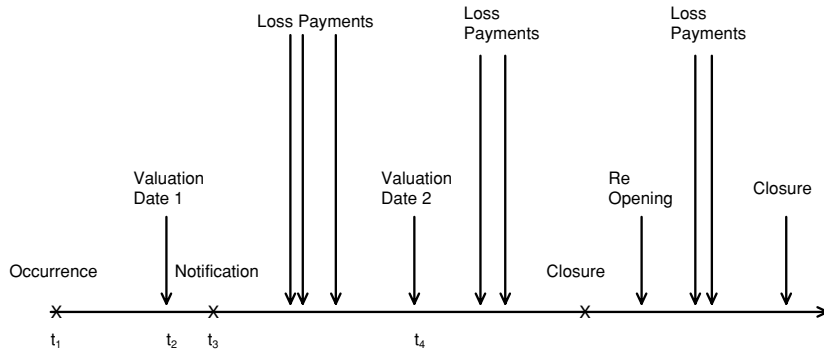 Loss Payments
Loss
Payments
Loss
Payments
Valuation
Date 1
Valuation
Date 2
Re
Opening
Closure
Occurrence
Notification
Closure
t1
t2
t3
t4